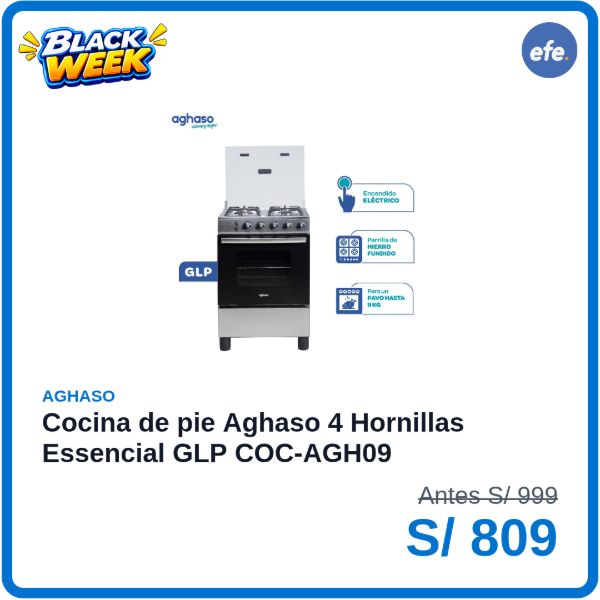 BLACK
WEEK
efe.
aghaso
Encendido
ELÉCTRICO
Parrilla de
HIERRO
FUNDIDO
GLP
Para un
PAVO HASTA
9 KG
aghaso
AGHASO
Cocina de pie Aghaso 4 Hornillas
Essencial GLP COC-AGH09
Antes S/ 999
S/ 809